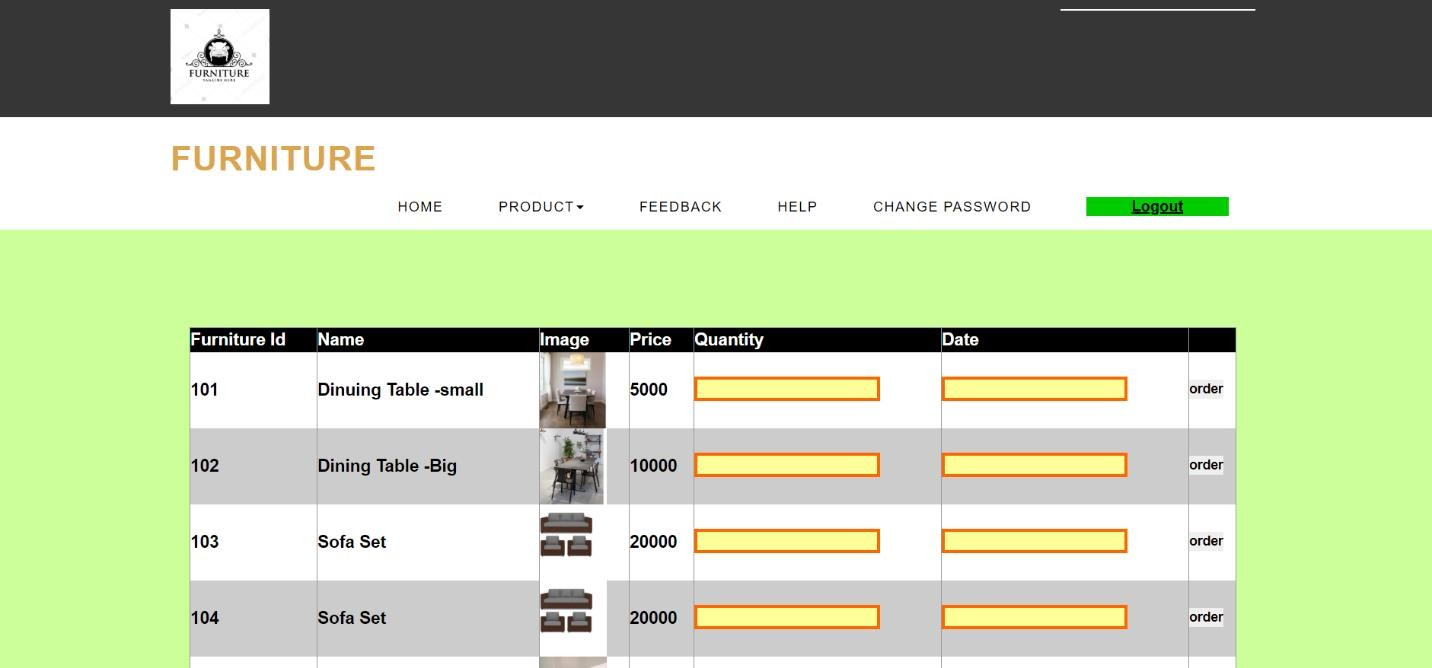 FURNITURE
FURNITURE
HOME PRODUCT FEEDBACK HELP CHANGE PASSWORD Logout
Furniture Id Name Image Price Quantity Date
101 Dinuing Table -small 5000 order
102 Dining Table -Big 10000 order
103 Sofa Set 20000 order
104 Sofa Set 20000 order